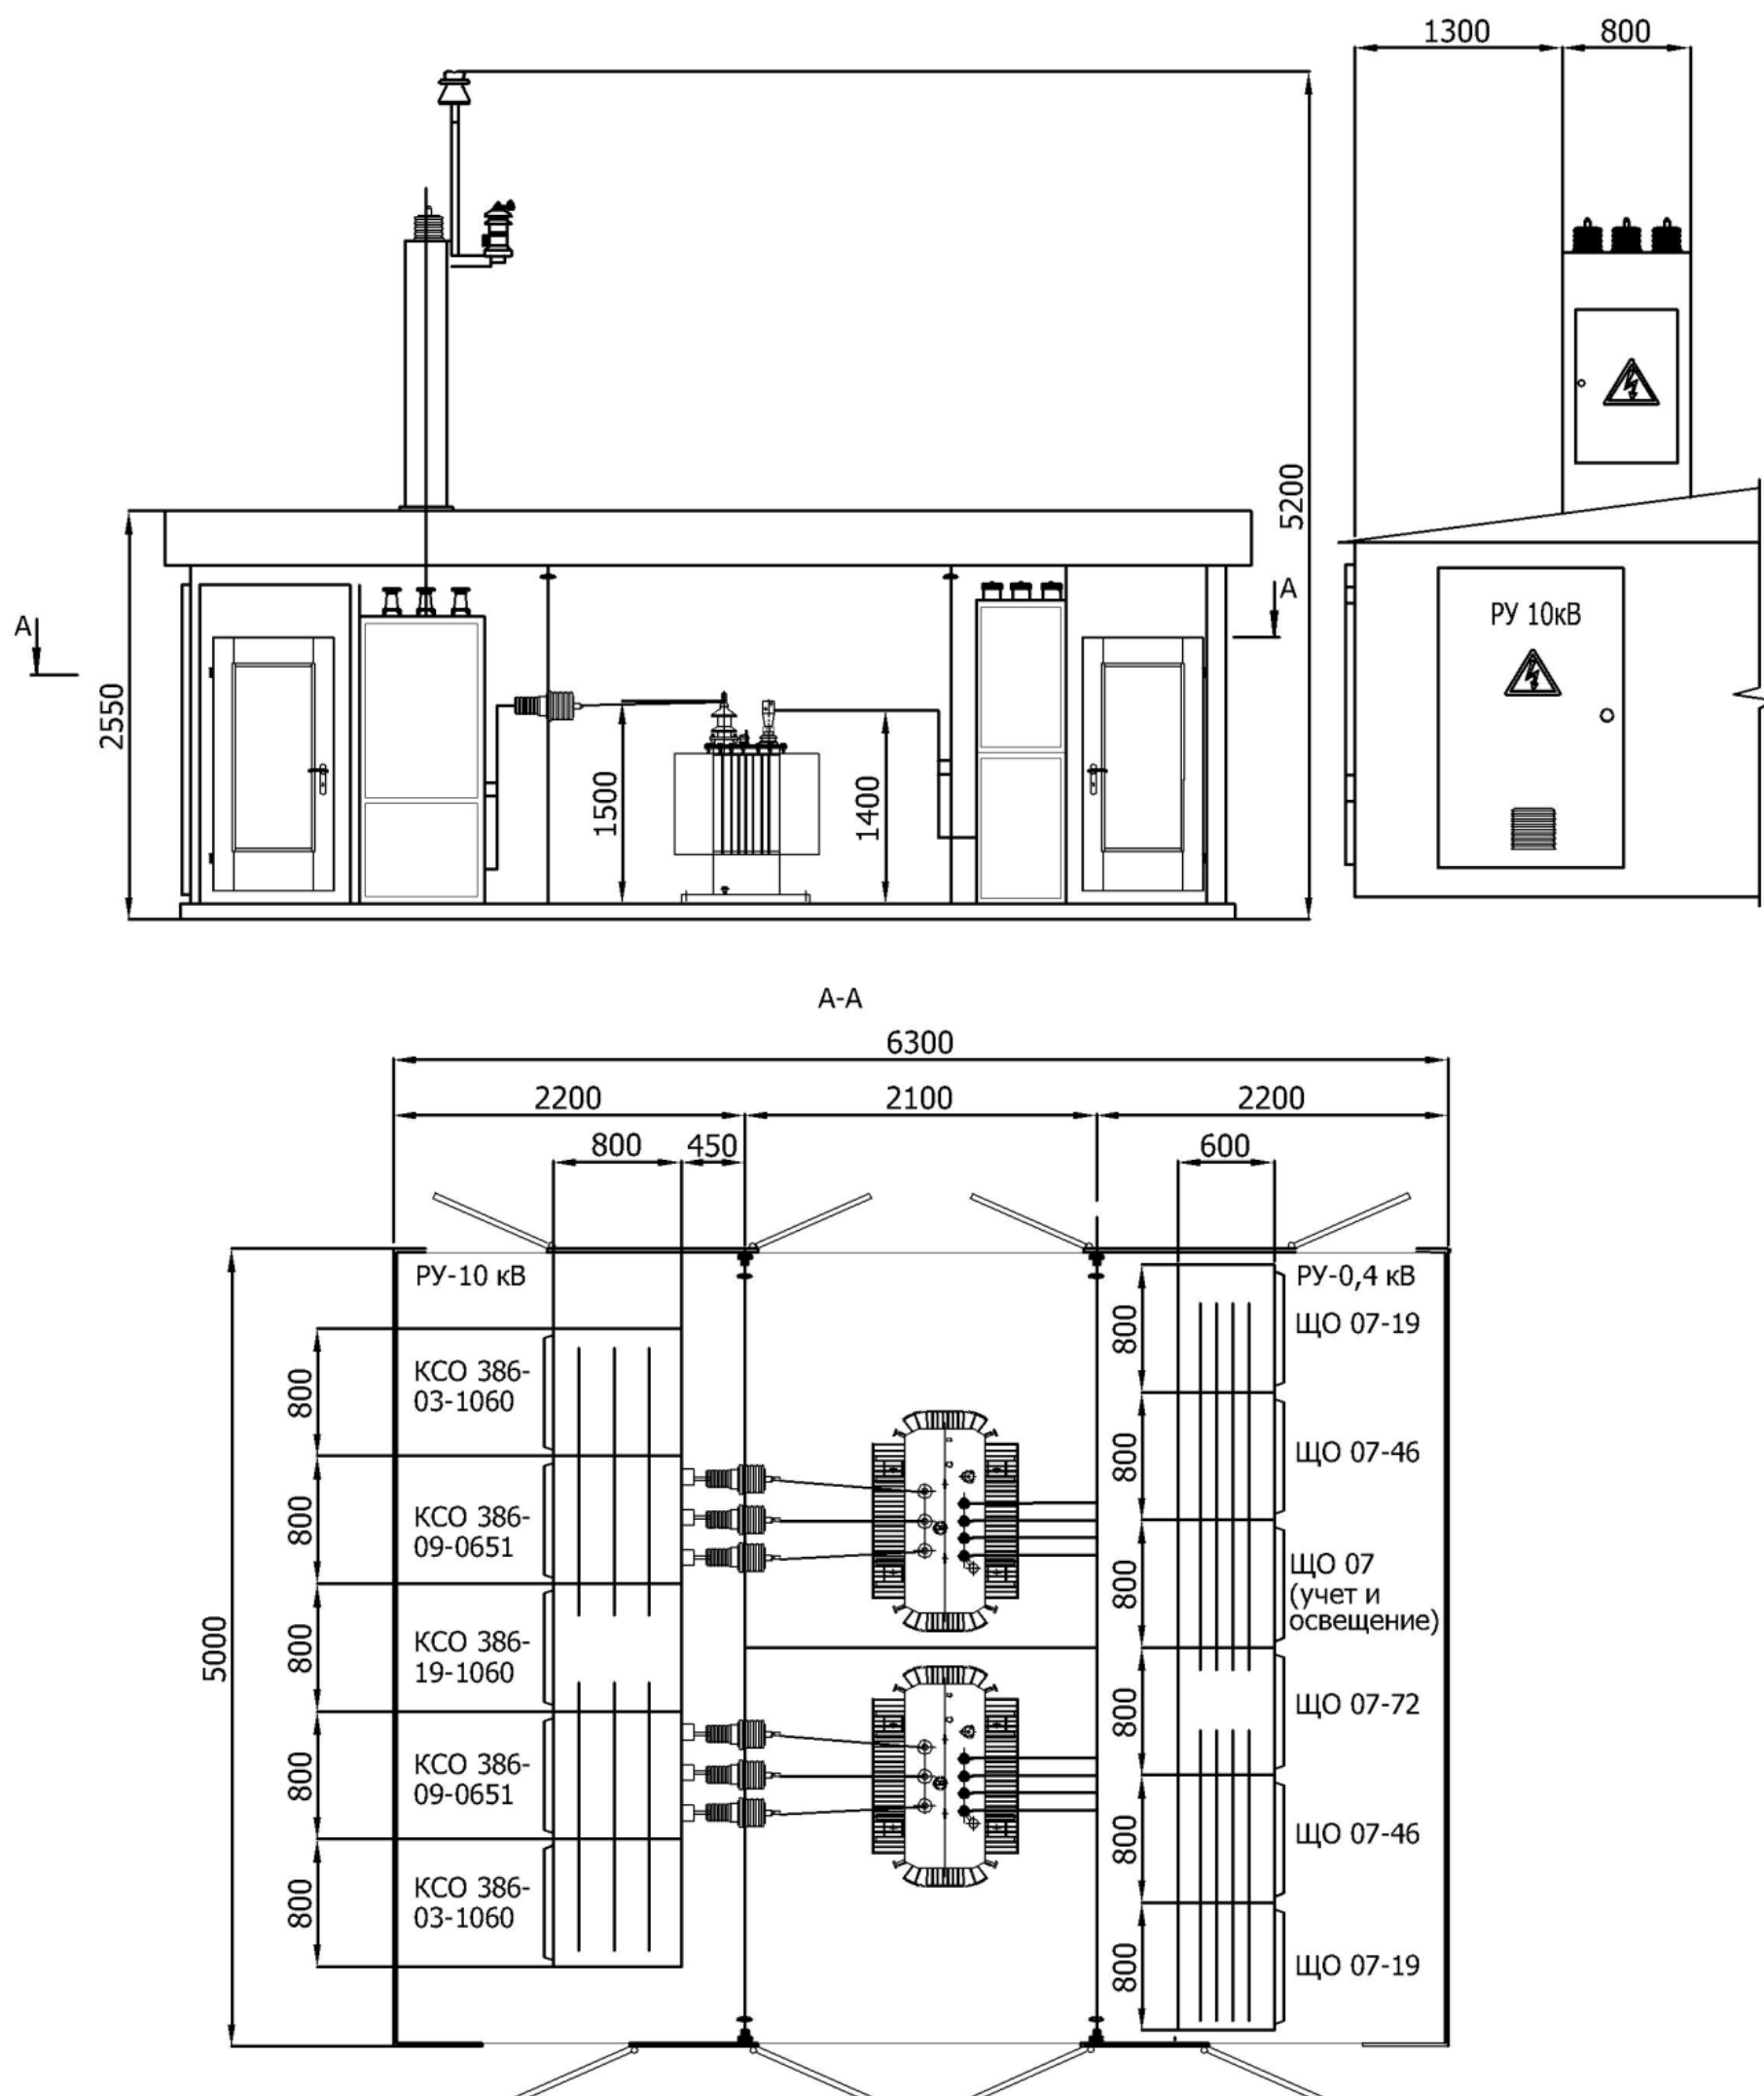 1300
800
5200
A
A
2550
РУ 10кВ
1500
1400
A-A
6300
2200
2100
2200
800
450
600
РУ-10 кВ
РУ-0,4 кВ
5000
800
КСО 386-
03-1060
800
КСО 386-
09-0651
800
КСО 386-
19-1060
800
КСО 386-
09-0651
800
КСО 386-
03-1060
800
ЩО 07-19
800
ЩО 07-46
800
ЩО 07
(учет и
освещение)
800
ЩО 07-72
800
ЩО 07-46
800
ЩО 07-19